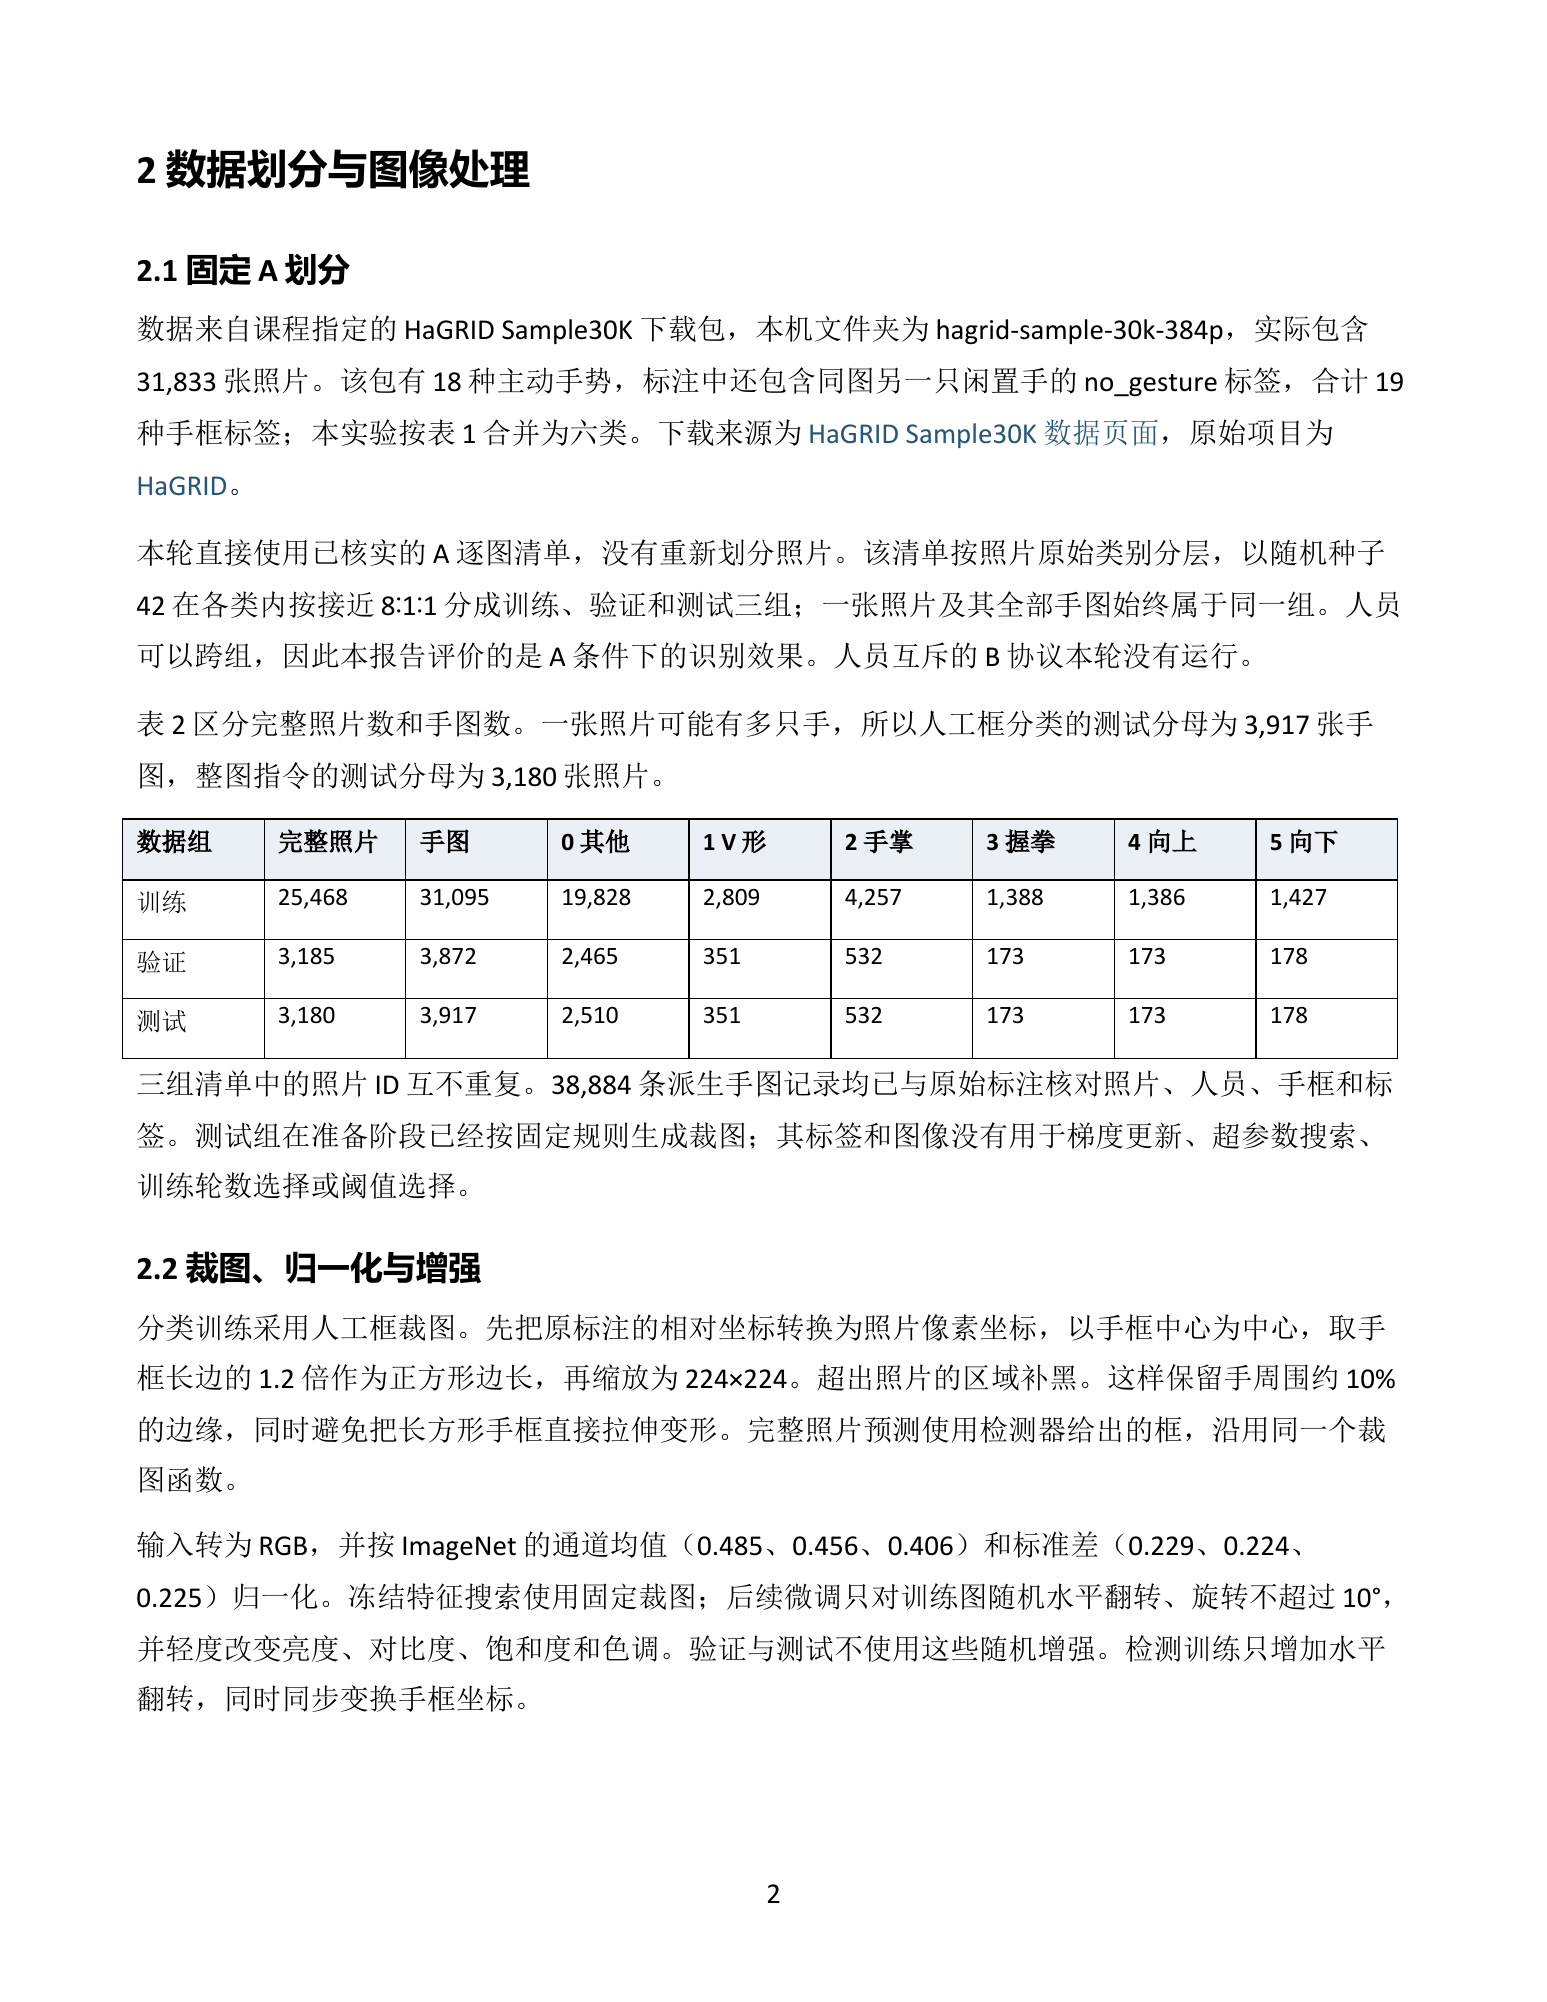 2 数据划分与图像处理
2.1 固定 A 划分
数据来自课程指定的 HaGRID Sample30K 下载包，本机文件夹为 hagrid-sample-30k-384p，实际包含
31,833 张照片。该包有 18 种主动手势，标注中还包含同图另一只闲置手的 no_gesture 标签，合计 19
种手框标签；本实验按表 1 合并为六类。下载来源为 HaGRID Sample30K 数据页面，原始项目为
HaGRID。
本轮直接使用已核实的 A 逐图清单，没有重新划分照片。该清单按照片原始类别分层，以随机种子
42 在各类内按接近 8:1:1 分成训练、验证和测试三组；一张照片及其全部手图始终属于同一组。人员
可以跨组，因此本报告评价的是 A 条件下的识别效果。人员互斥的 B 协议本轮没有运行。
表 2 区分完整照片数和手图数。一张照片可能有多只手，所以人工框分类的测试分母为 3,917 张手
图，整图指令的测试分母为 3,180 张照片。
数据组 完整照片 手图 0 其他 1 V 形 2 手掌 3 握拳 4 向上 5 向下
训练 25,468 31,095 19,828 2,809 4,257 1,388 1,386 1,427
验证 3,185 3,872 2,465 351 532 173 173 178
测试 3,180 3,917 2,510 351 532 173 173 178
三组清单中的照片 ID 互不重复。38,884 条派生手图记录均已与原始标注核对照片、人员、手框和标
签。测试组在准备阶段已经按固定规则生成裁图；其标签和图像没有用于梯度更新、超参数搜索、
训练轮数选择或阈值选择。
2.2 裁图、归一化与增强
分类训练采用人工框裁图。先把原标注的相对坐标转换为照片像素坐标，以手框中心为中心，取手
框长边的 1.2 倍作为正方形边长，再缩放为 224×224。超出照片的区域补黑。这样保留手周围约 10%
的边缘，同时避免把长方形手框直接拉伸变形。完整照片预测使用检测器给出的框，沿用同一个裁
图函数。
输入转为 RGB，并按 ImageNet 的通道均值（0.485、0.456、0.406）和标准差（0.229、0.224、
0.225）归一化。冻结特征搜索使用固定裁图；后续微调只对训练图随机水平翻转、旋转不超过 10°，
并轻度改变亮度、对比度、饱和度和色调。验证与测试不使用这些随机增强。检测训练只增加水平
翻转，同时同步变换手框坐标。
2